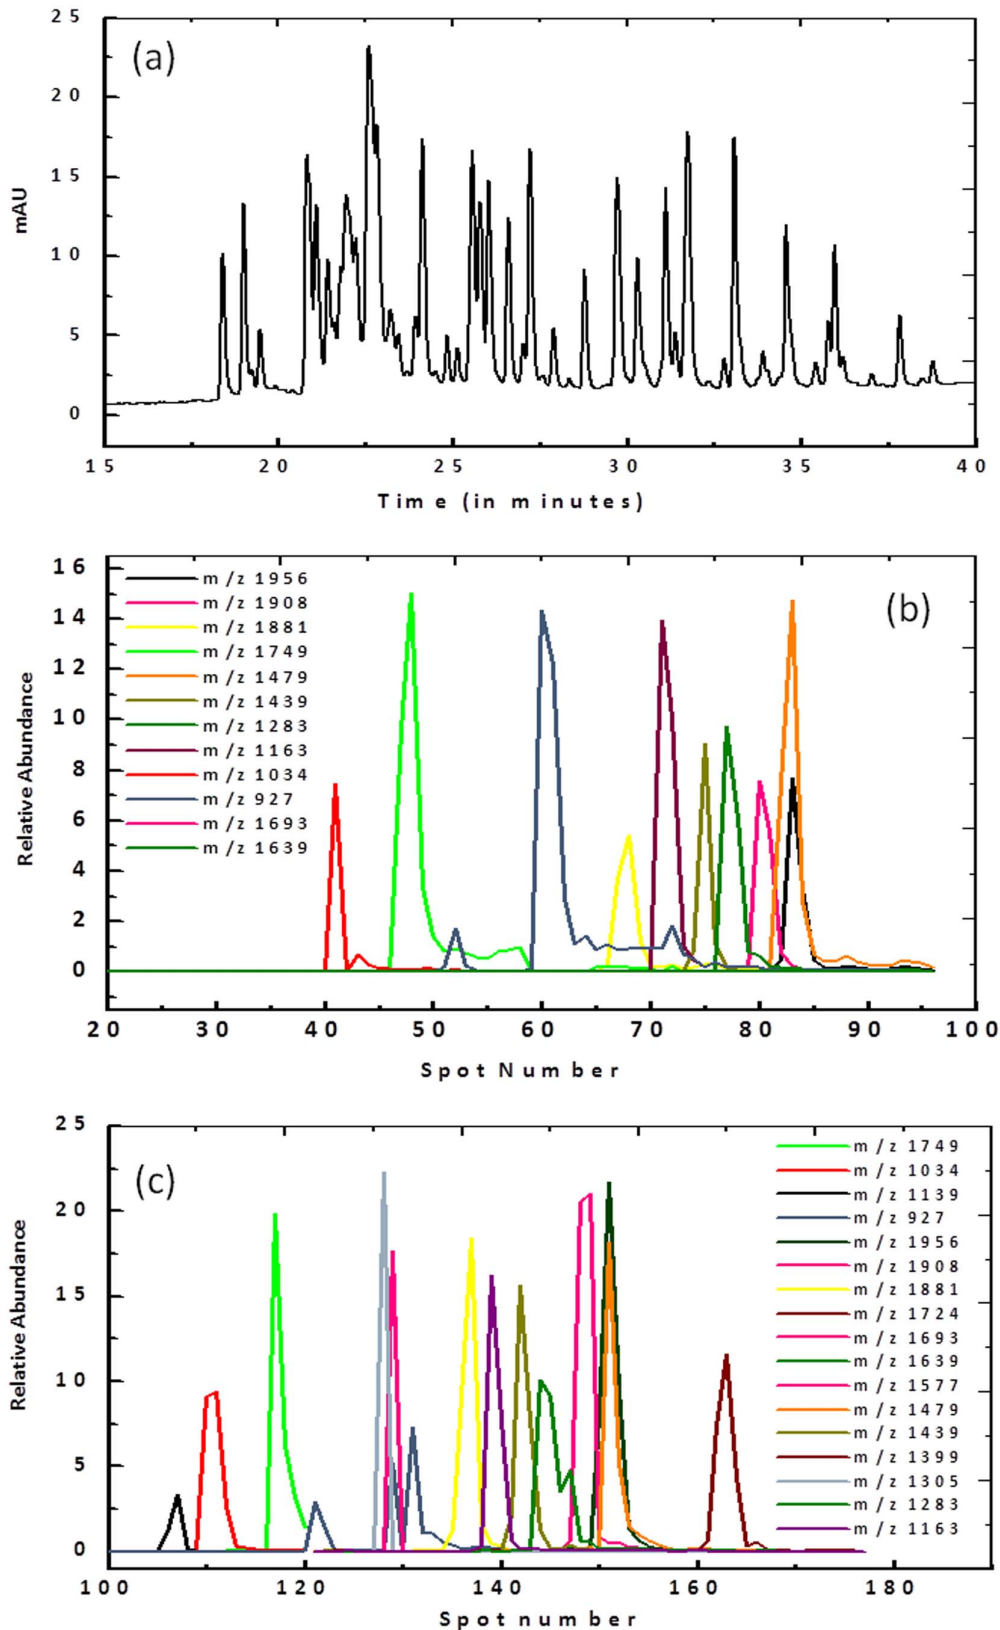 (a)
25
20
15
10
5
0
mAU
15 20 25 30 35 40
Time (in minutes)
(b)
16
14
12
10
8
6
4
2
0
Relative Abundance
m/z 1956
m/z 1908
m/z 1881
m/z 1749
m/z 1479
m/z 1439
m/z 1283
m/z 1163
m/z 1034
m/z 927
m/z 1693
m/z 1639
20 30 40 50 60 70 80 90 100
Spot Number
(c)
25
20
15
10
5
0
Relative Abundance
m/z 1749
m/z 1034
m/z 1139
m/z 927
m/z 1956
m/z 1908
m/z 1881
m/z 1724
m/z 1693
m/z 1639
m/z 1577
m/z 1479
m/z 1439
m/z 1399
m/z 1305
m/z 1283
m/z 1163
100 120 140 160 180
Spot number